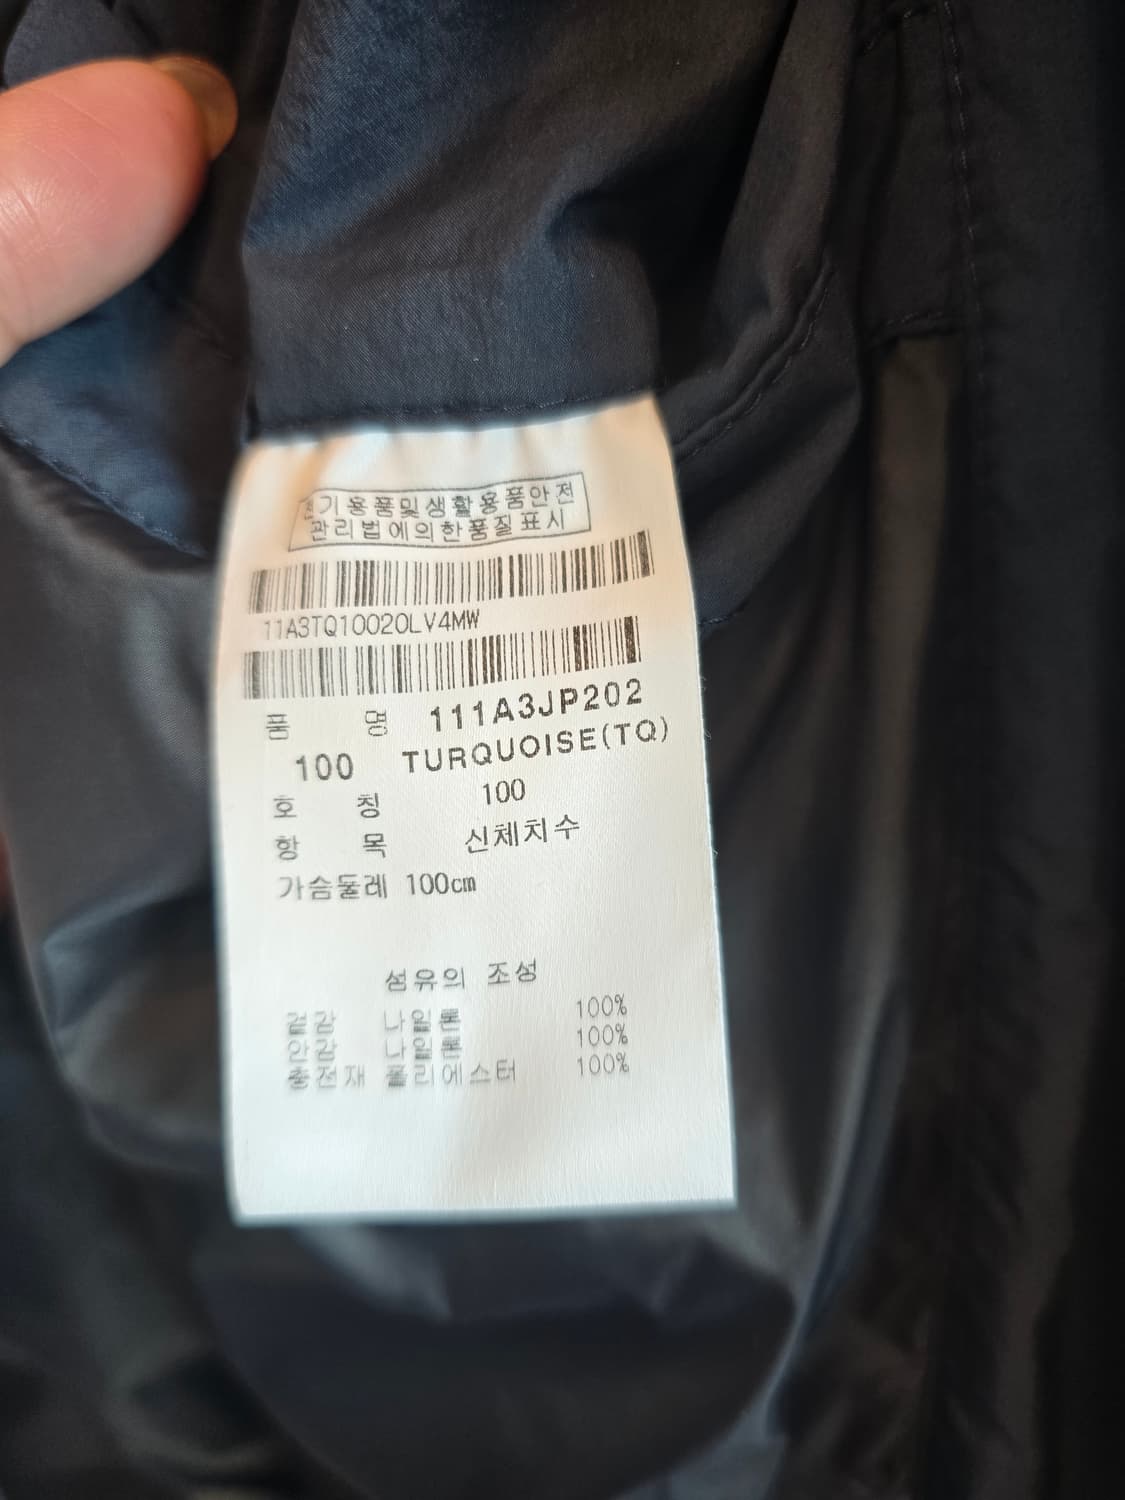 전기용품및생활용품안전
관리법에의한품질표시
11A3TQ10020LV4MW
품 명 111A3JP202
100 TURQUOISE(TQ)
호 칭 100
항 목 신체치수
가슴둘레 100cm
섬유의 조성
겉감 나일론 100%
안감 나일론 100%
충전재 폴리에스터 100%